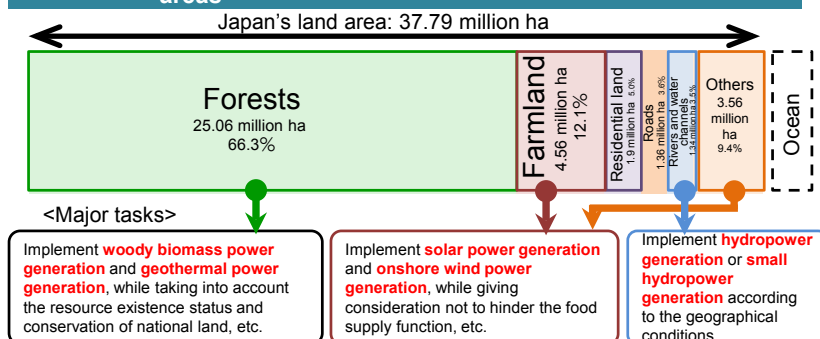 areas
Japan's land area: 37.79 million ha
Forests
25.06 million ha
66.3%
Farmland
4.56 million ha
12.1%
Residential land
1.9 million ha 5.0%
Roads
1.36 million ha 3.6%
Rivers and water
channels
1.34 million ha 3.5%
Others
3.56
million
ha
9.4%
Ocean
<Major tasks>
Implement woody biomass power
generation and geothermal power
generation, while taking into account
the resource existence status and
conservation of national land, etc.
Implement solar power generation
and onshore wind power
generation, while giving
consideration not to hinder the food
supply function, etc.
Implement hydropower
generation or small
hydropower
generation according
to the geographical
conditions